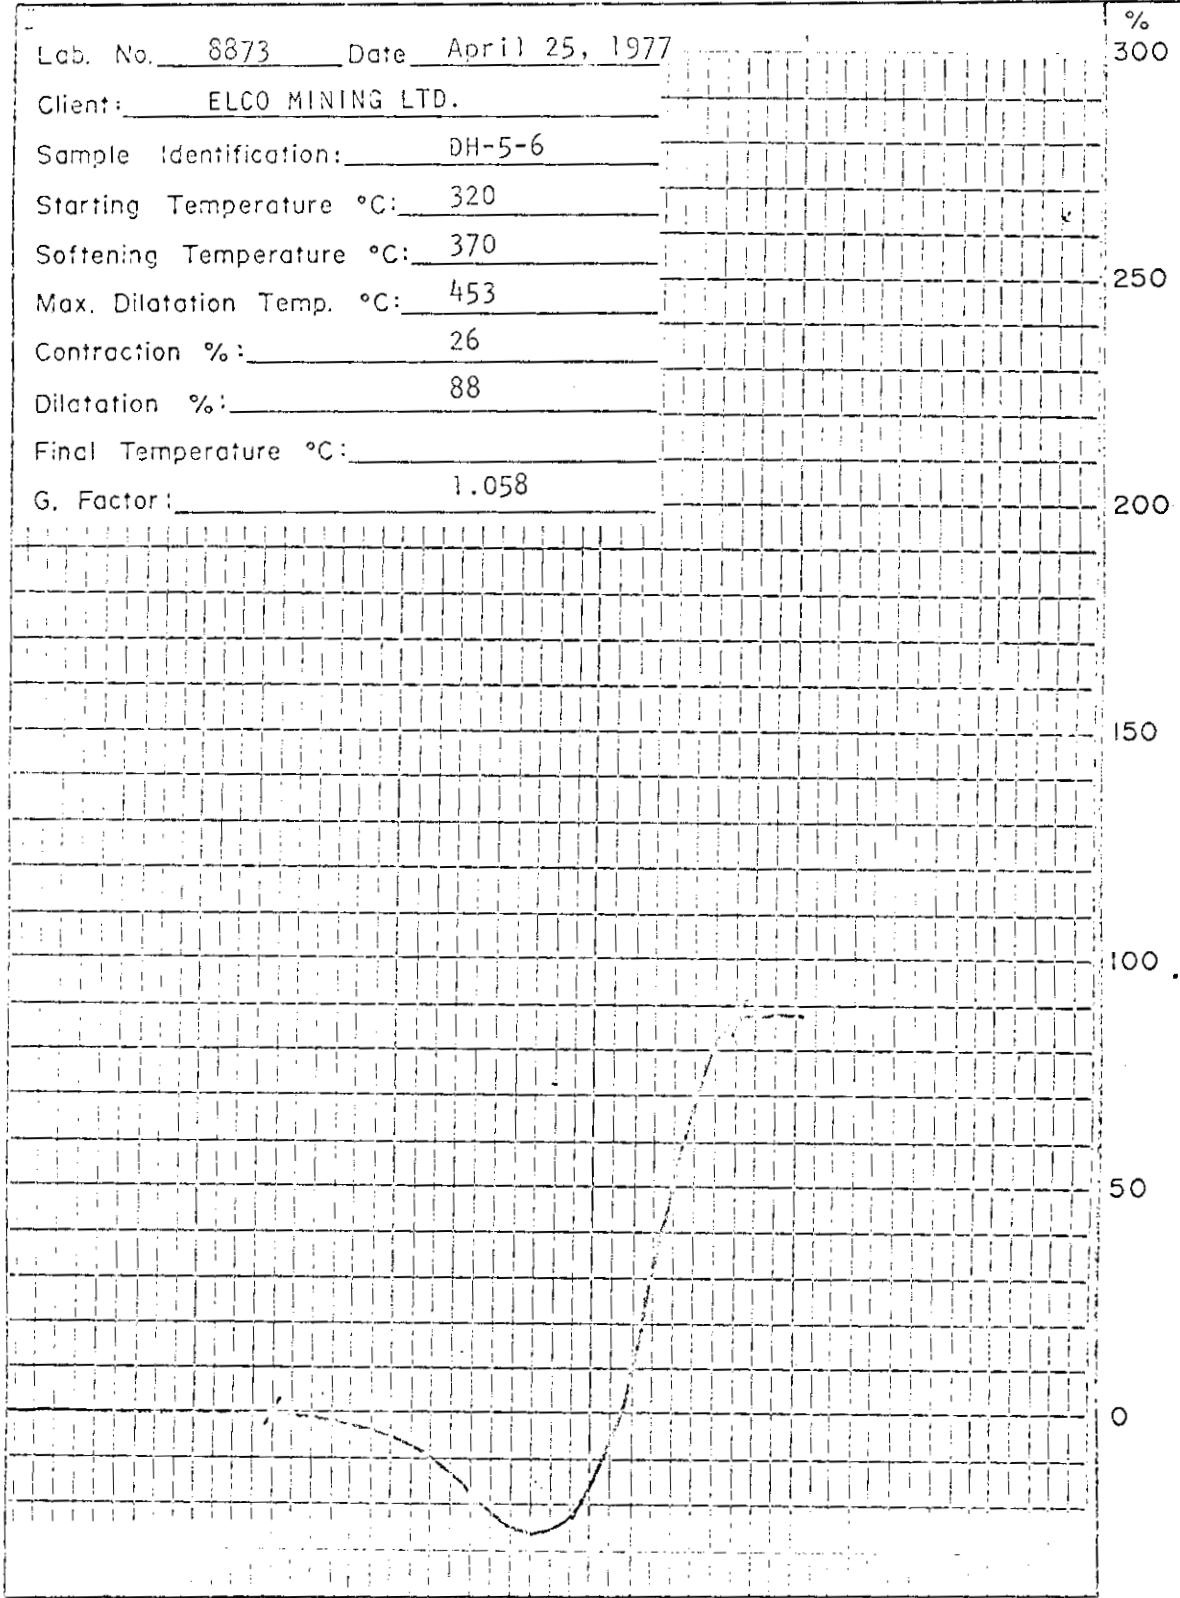 Lab. No. 8873 Date April 25, 1977
Client: ELCO MINING LTD.
Sample Identification: DH-5-6
Starting Temperature °C: 320
Softening Temperature °C: 370
Max. Dilatation Temp. °C: 453
Contraction %: 26
Dilatation %: 88
Final Temperature °C:
G. Factor: 1.058
%
300
250
200
150
100
50
0